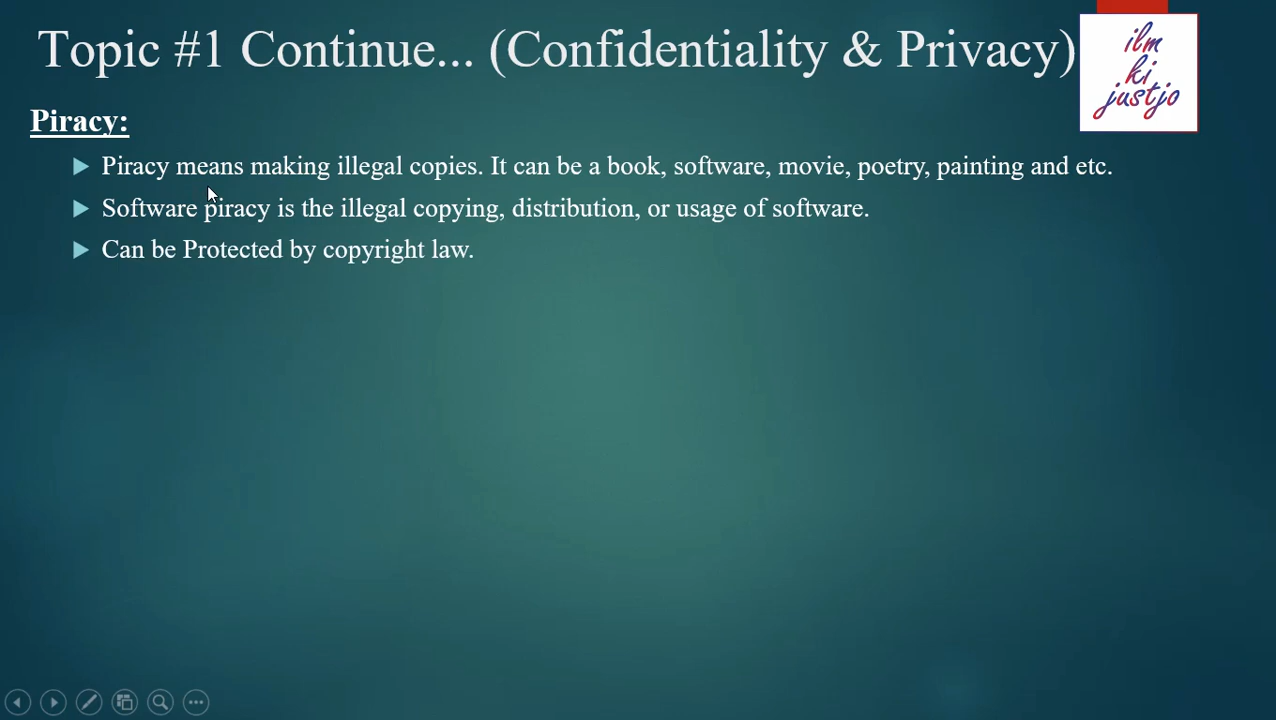 Topic #1 Continue... (Confidentiality & Privacy)
ilm
ki
justjo
Piracy:
Piracy means making illegal copies. It can be a book, software, movie, poetry, painting and etc.
Software piracy is the illegal copying, distribution, or usage of software.
Can be Protected by copyright law.